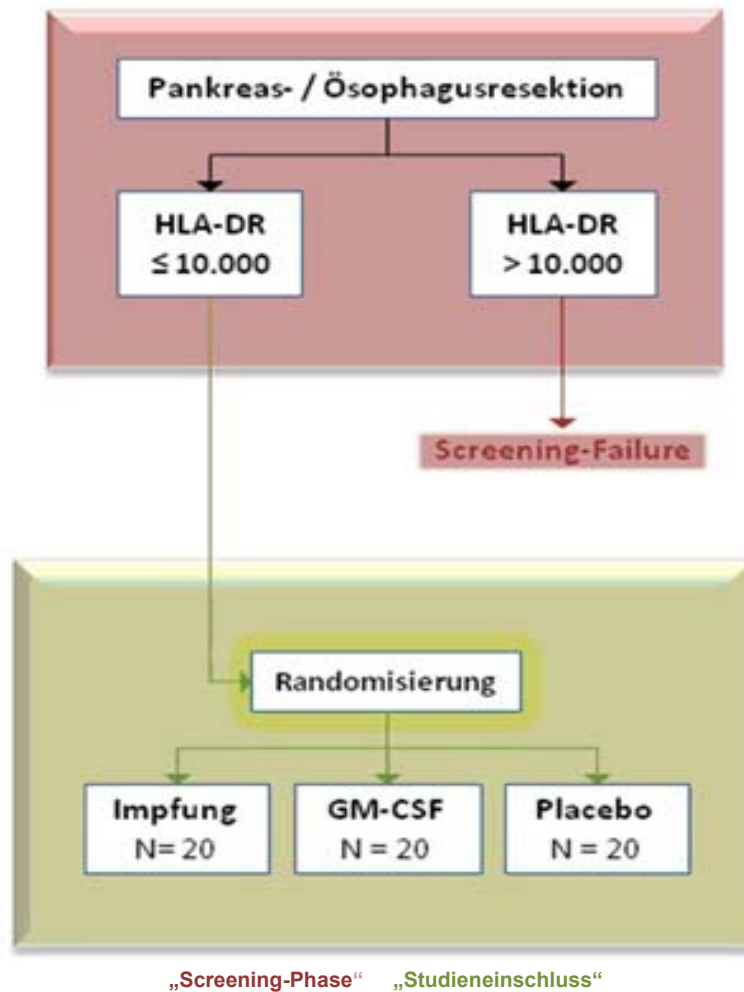 Pankreas- / Ösophagusresektion
HLA-DR
≤ 10.000
HLA-DR
> 10.000
Screening-Failure
Randomisierung
Impfung
N= 20
GM-CSF
N = 20
Placebo
N = 20
„Screening-Phase“ „Studieneinschluss“